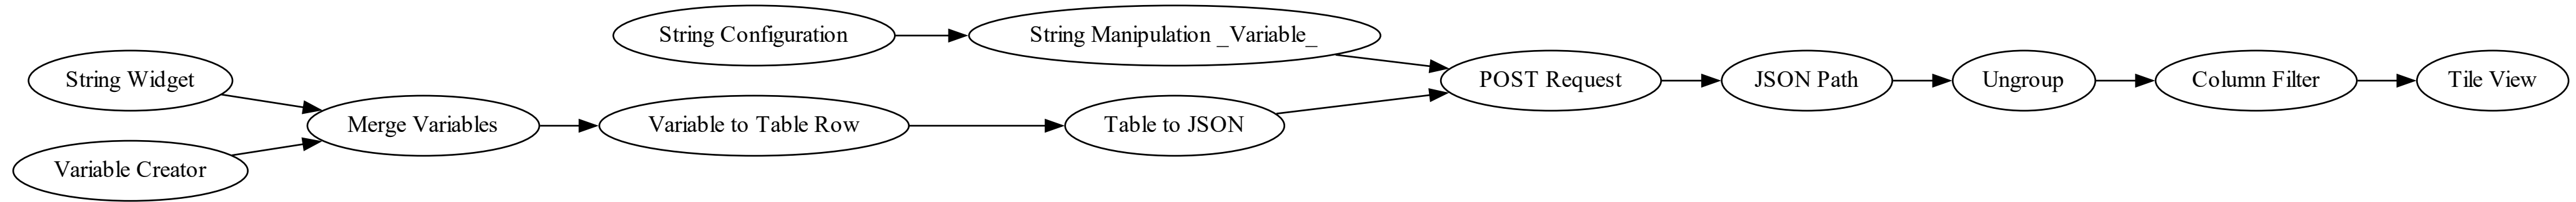 String Widget
Variable Creator
Merge Variables
String Configuration
Variable to Table Row
String Manipulation _Variable_
Table to JSON
POST Request
JSON Path
Ungroup
Column Filter
Tile View